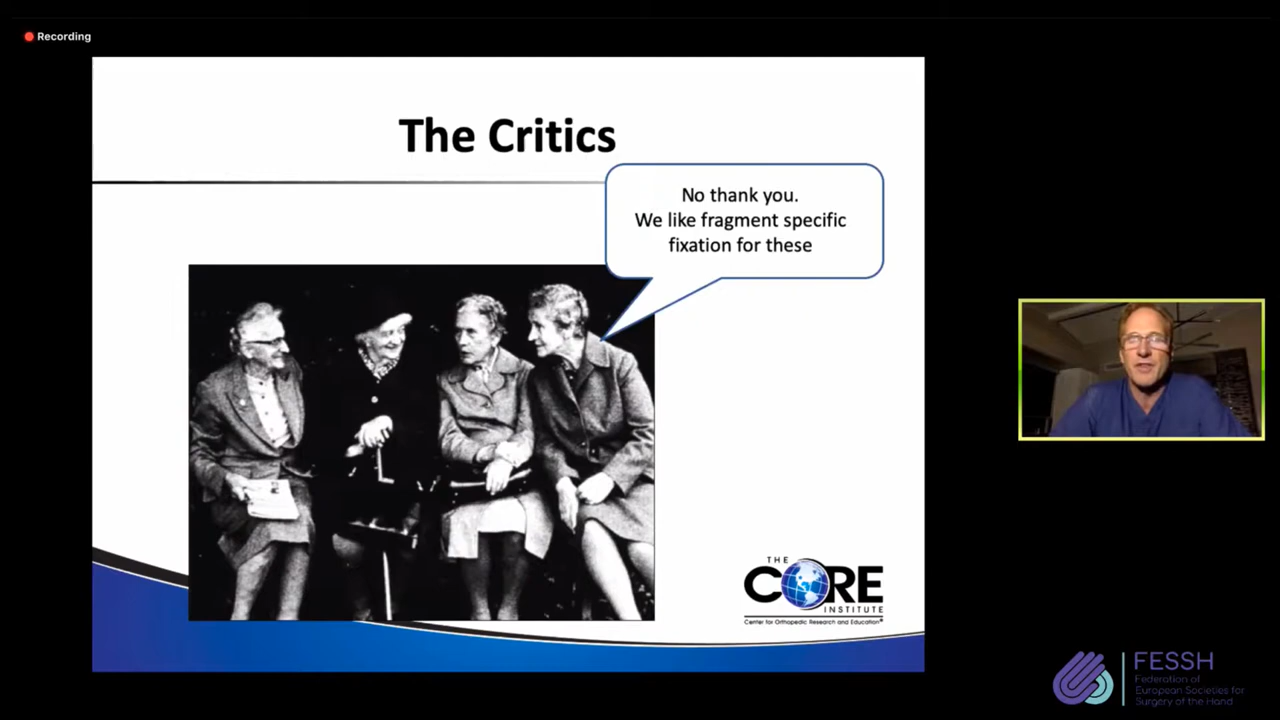 Recording
The Critics
No thank you.
We like fragment specific
fixation for these
THE
CORE
INSTITUTE
Center for Orthopedic Research and Education®
FESSH
Federation of
European Societies for
Surgery of the Hand